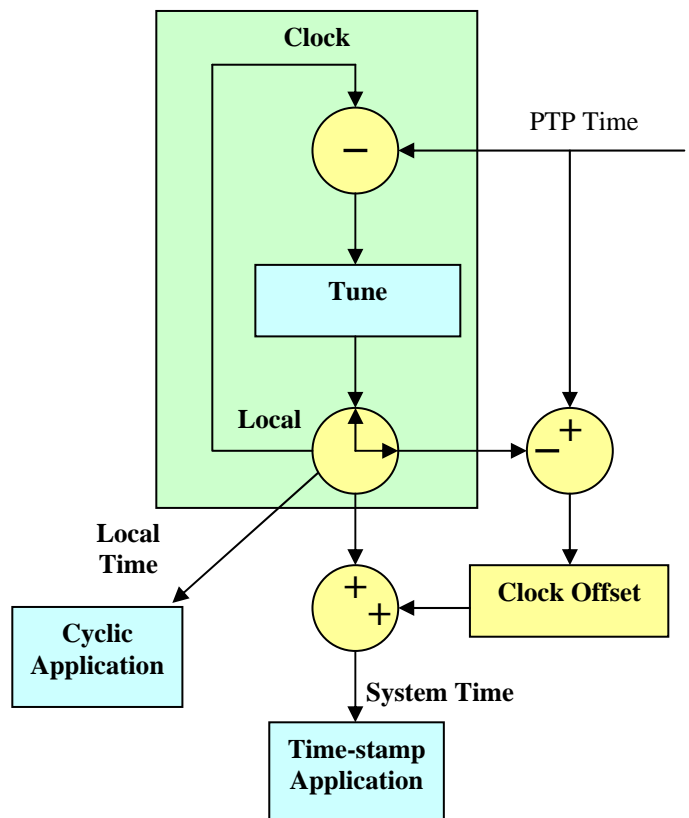 Clock
PTP Time
−
Tune
Local
− +
Local
Time
+ +
Clock Offset
Cyclic
Application
System Time
Time-stamp
Application